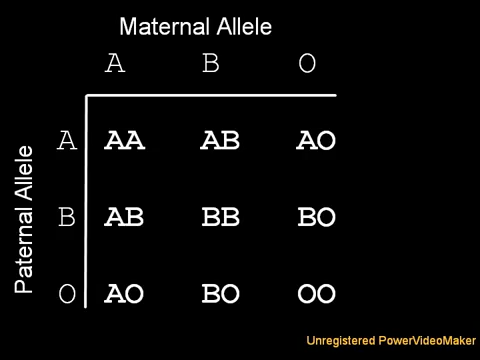 Maternal Allele
A B O
Paternal Allele
A AA AB AO
B AB BB BO
O AO BO OO
Unregistered PowerVideoMaker